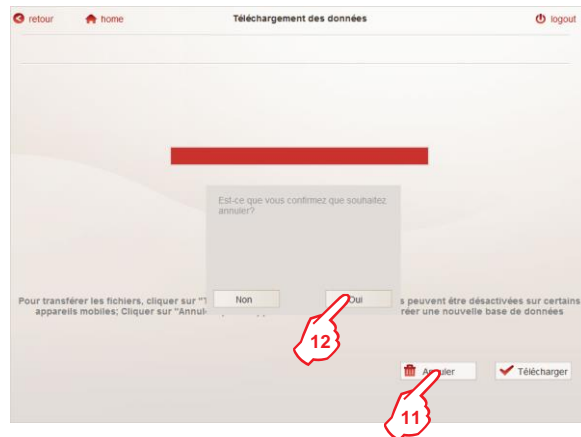 retour home Téléchargement des données logout
Est-ce que vous confirmez que souhaitez
annuler?
Non Oui
Pour transférer les fichiers, cliquer sur "T s peuvent être désactivées sur certains
appareils mobiles; Cliquer sur "Annul réer une nouvelle base de données
12
Annuler Télécharger
11